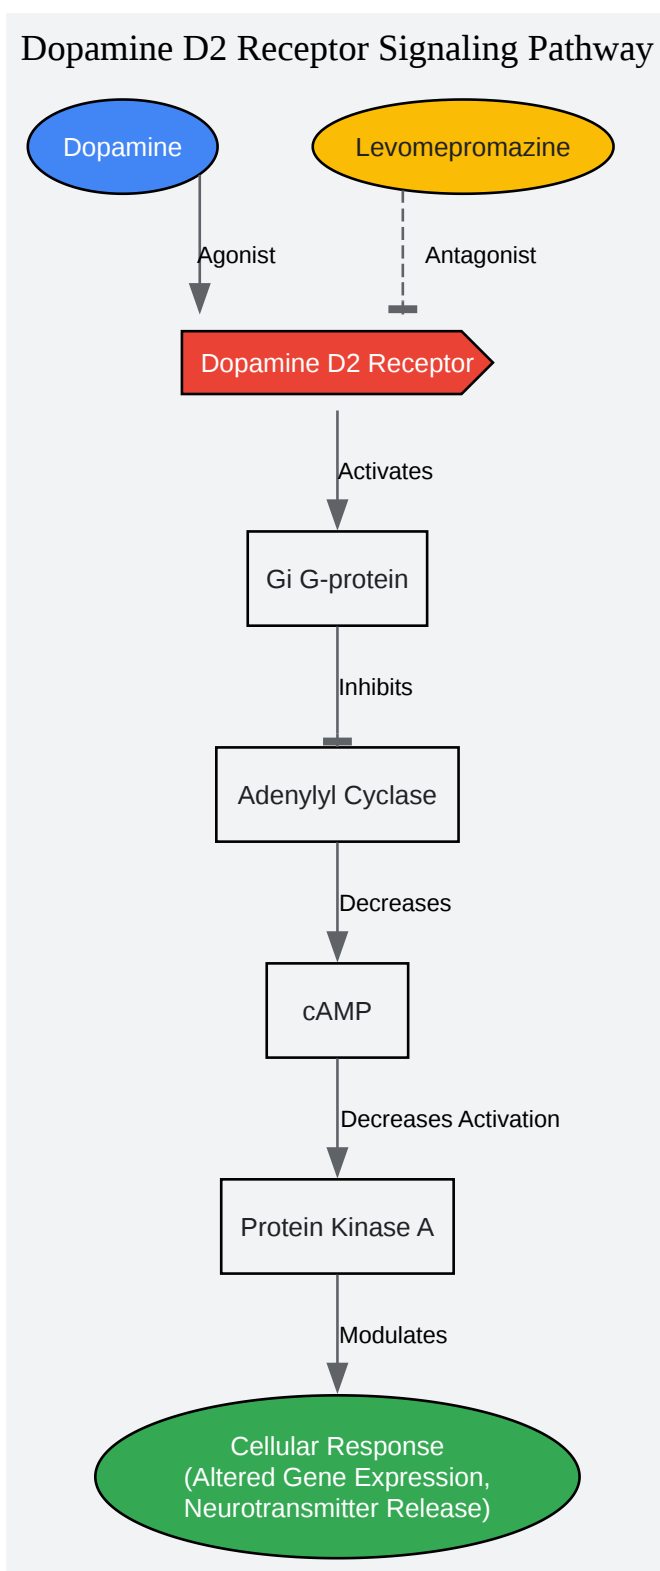 Dopamine D2 Receptor Signaling Pathway
Dopamine
Levomepromazine
Agonist
Antagonist
Dopamine D2 Receptor
Activates
Gi G-protein
Inhibits
Adenylyl Cyclase
Decreases
cAMP
Decreases Activation
Protein Kinase A
Modulates
Cellular Response
(Altered Gene Expression,
Neurotransmitter Release)